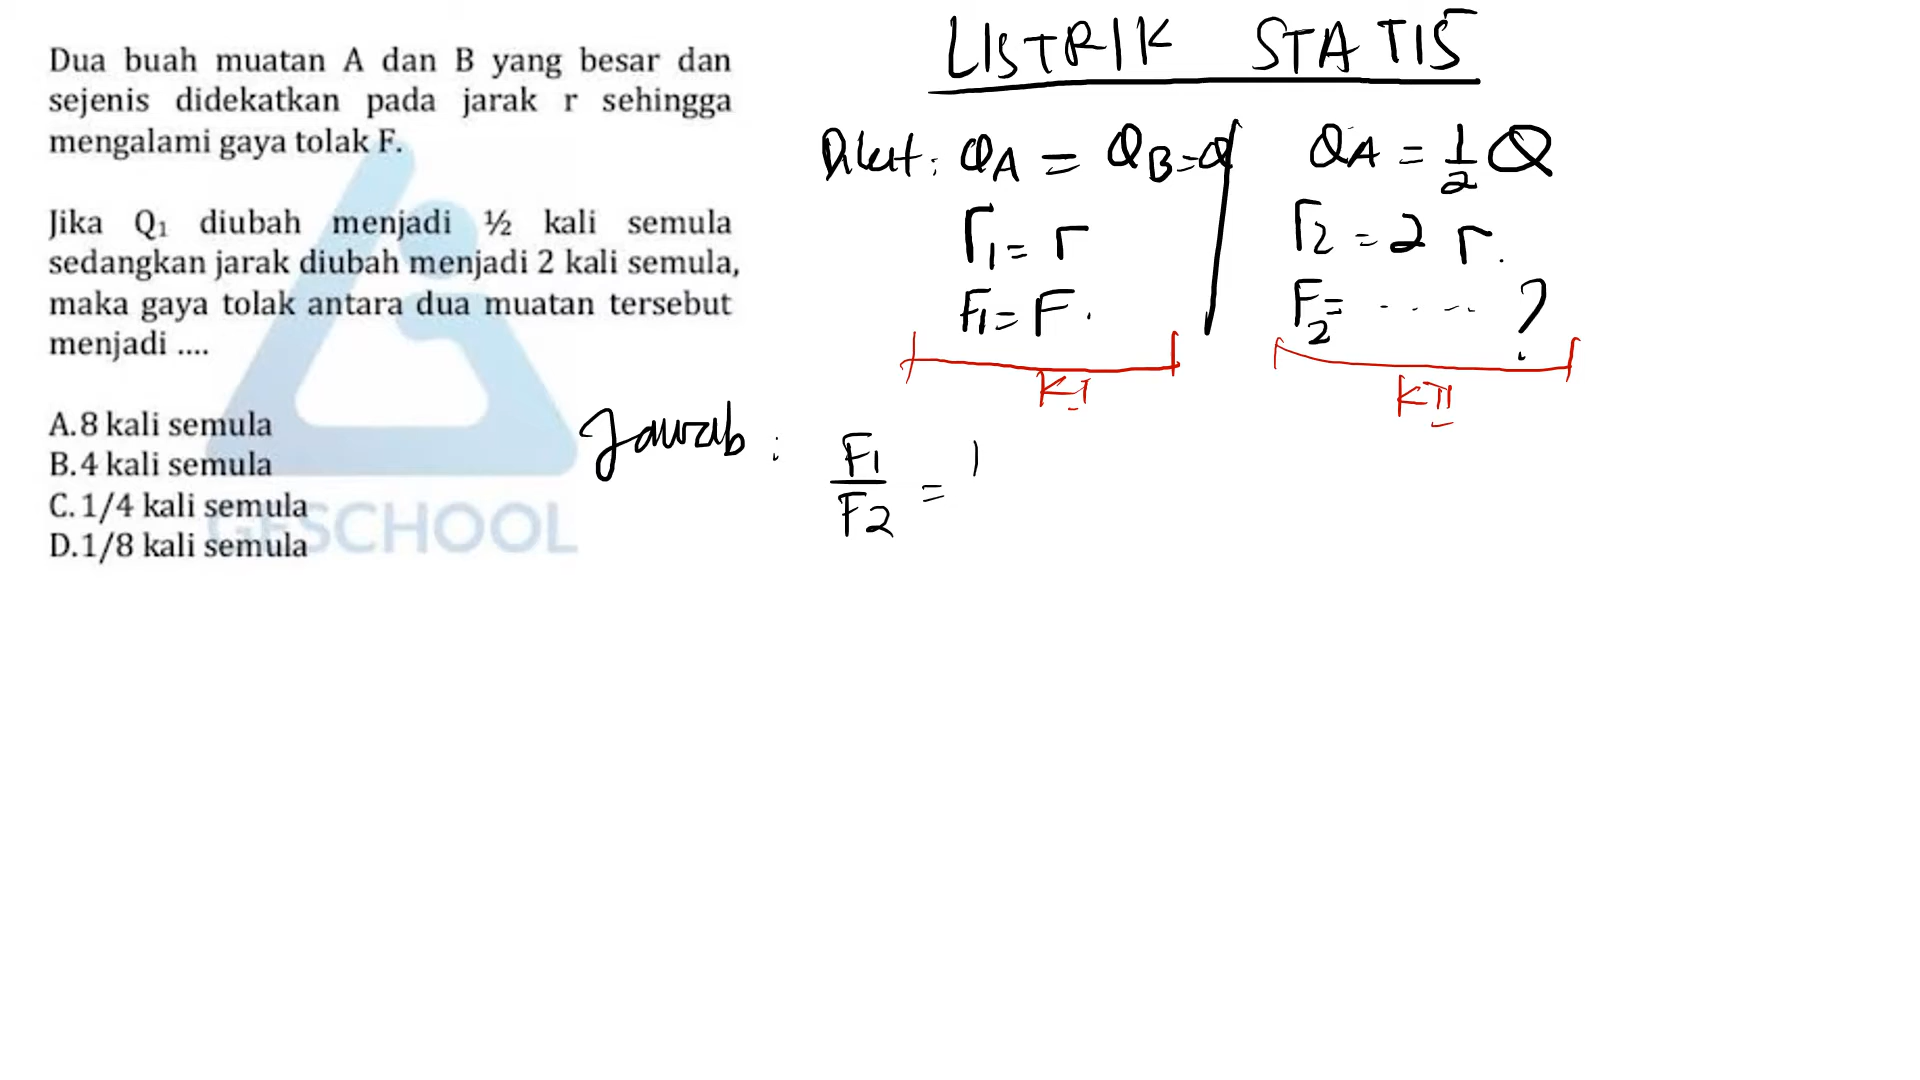 LISTRIK STATIS
Dua buah muatan A dan B yang besar dan
sejenis didekatkan pada jarak r sehingga
mengalami gaya tolak F.
Jika Q₁ diubah menjadi ½ kali semula
sedangkan jarak diubah menjadi 2 kali semula,
maka gaya tolak antara dua muatan tersebut
menjadi ....
A. 8 kali semula
B. 4 kali semula
C. 1/4 kali semula
D. 1/8 kali semula
GESCHOOL
QA = QB = Q
r1 = r
F1 = F.
KI
QA = 1/2 Q
r2 = 2 r.
F2 = ..... ?
KII
Jawab : F1/F2 =